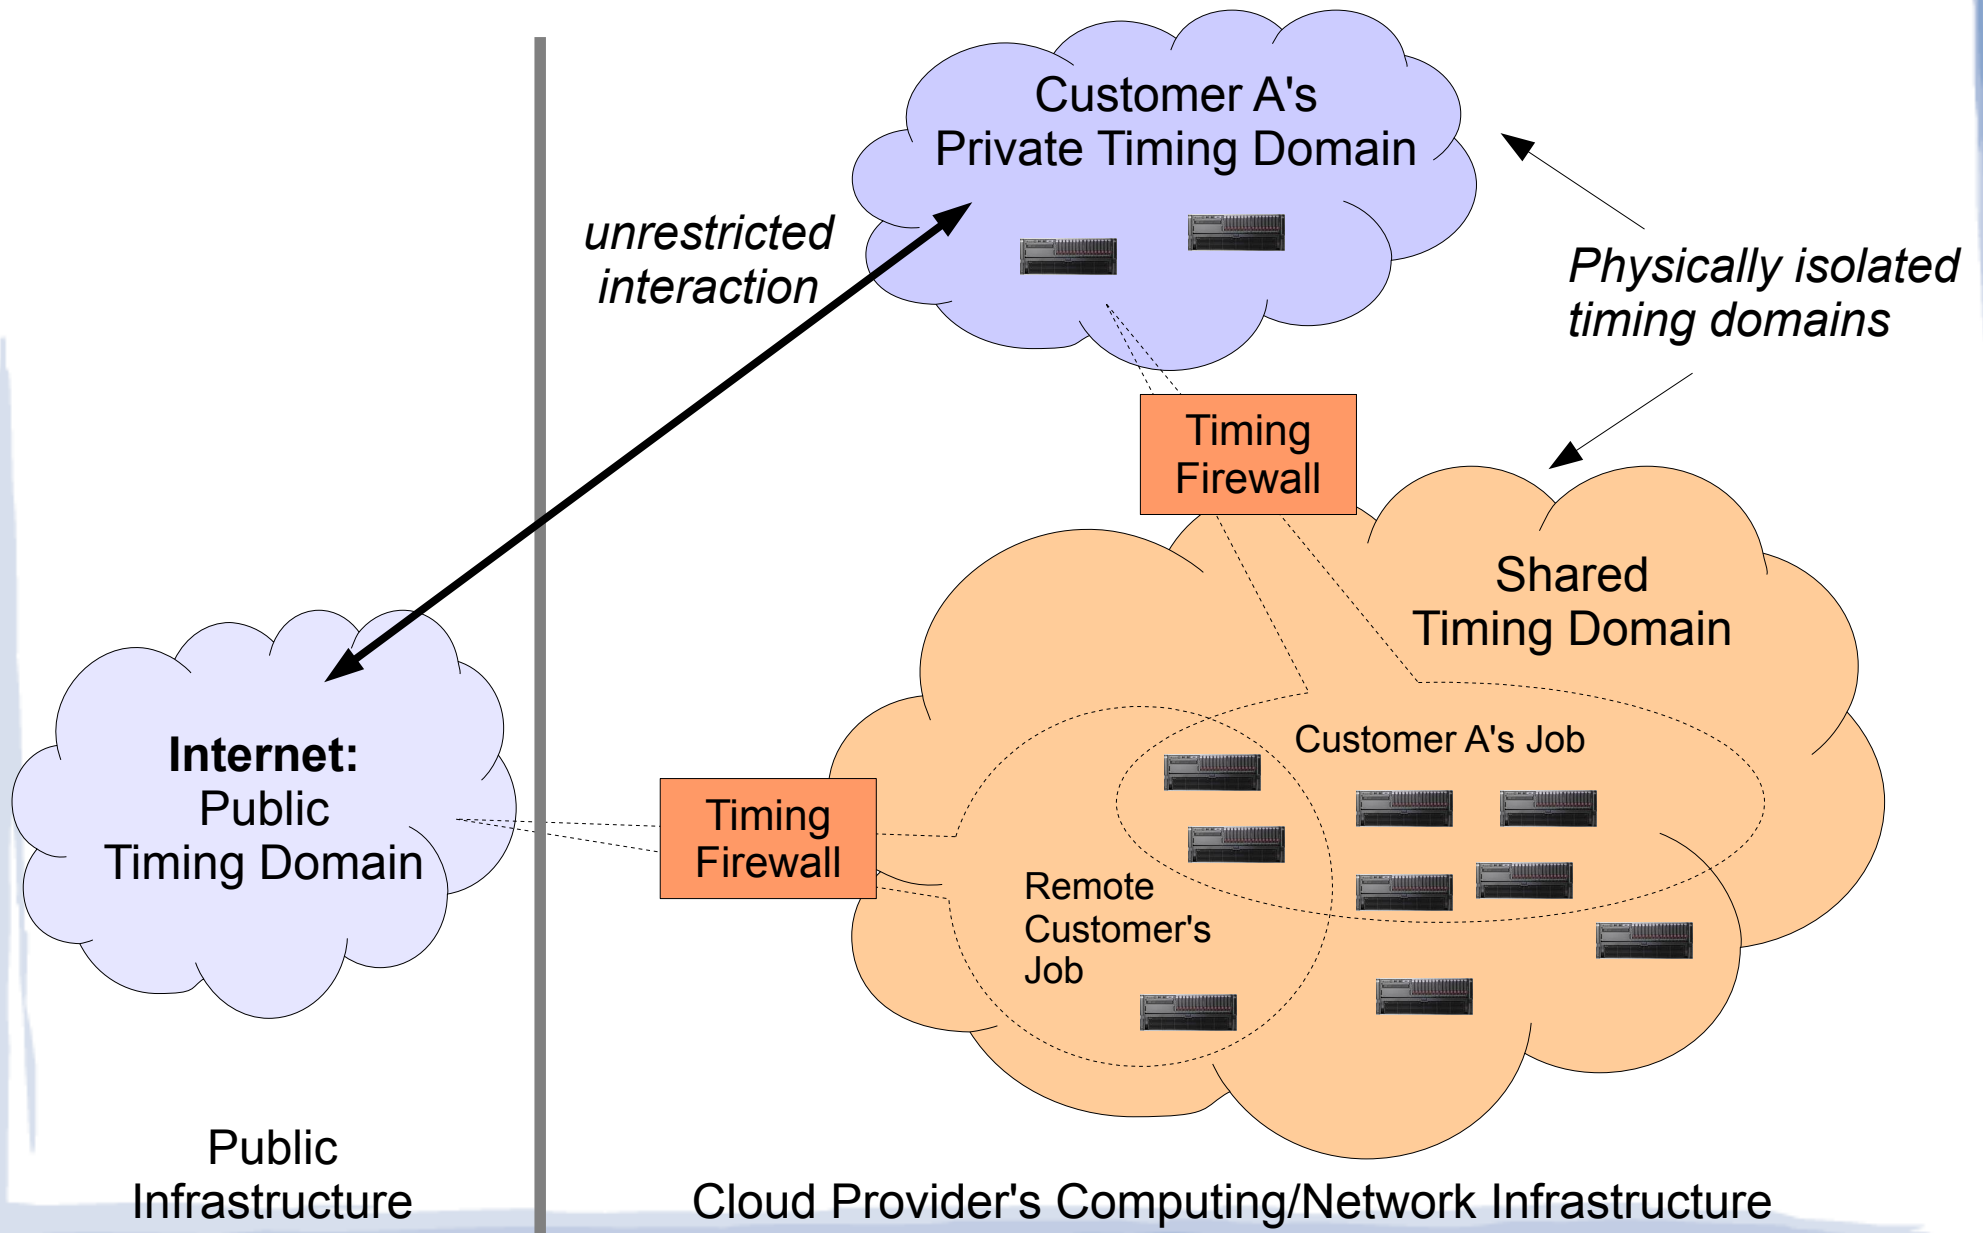 Customer A's
Private Timing Domain
unrestricted
interaction
Physically isolated
timing domains
Timing
Firewall
Shared
Timing Domain
Customer A's Job
Internet:
Public
Timing Domain
Timing
Firewall
Remote
Customer's
Job
Public
Infrastructure
Cloud Provider's Computing/Network Infrastructure